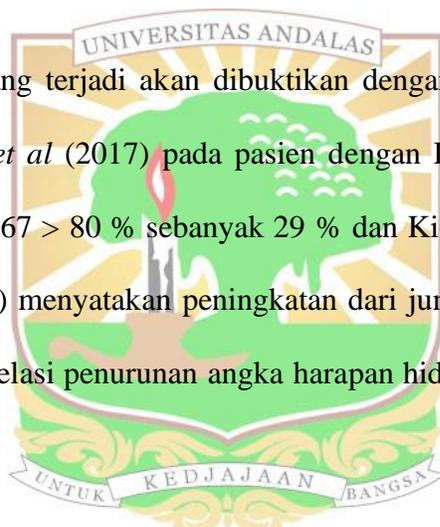 UNIVERSITAS ANDALAS
ng terjadi akan dibuktikan denga
et al (2017) pada pasien dengan
67 > 80 % sebanyak 29 % dan Ki
) menyatakan peningkatan dari jum
elasi penurunan angka harapan hid
UNTUK KEDJAJAAN BANGSA